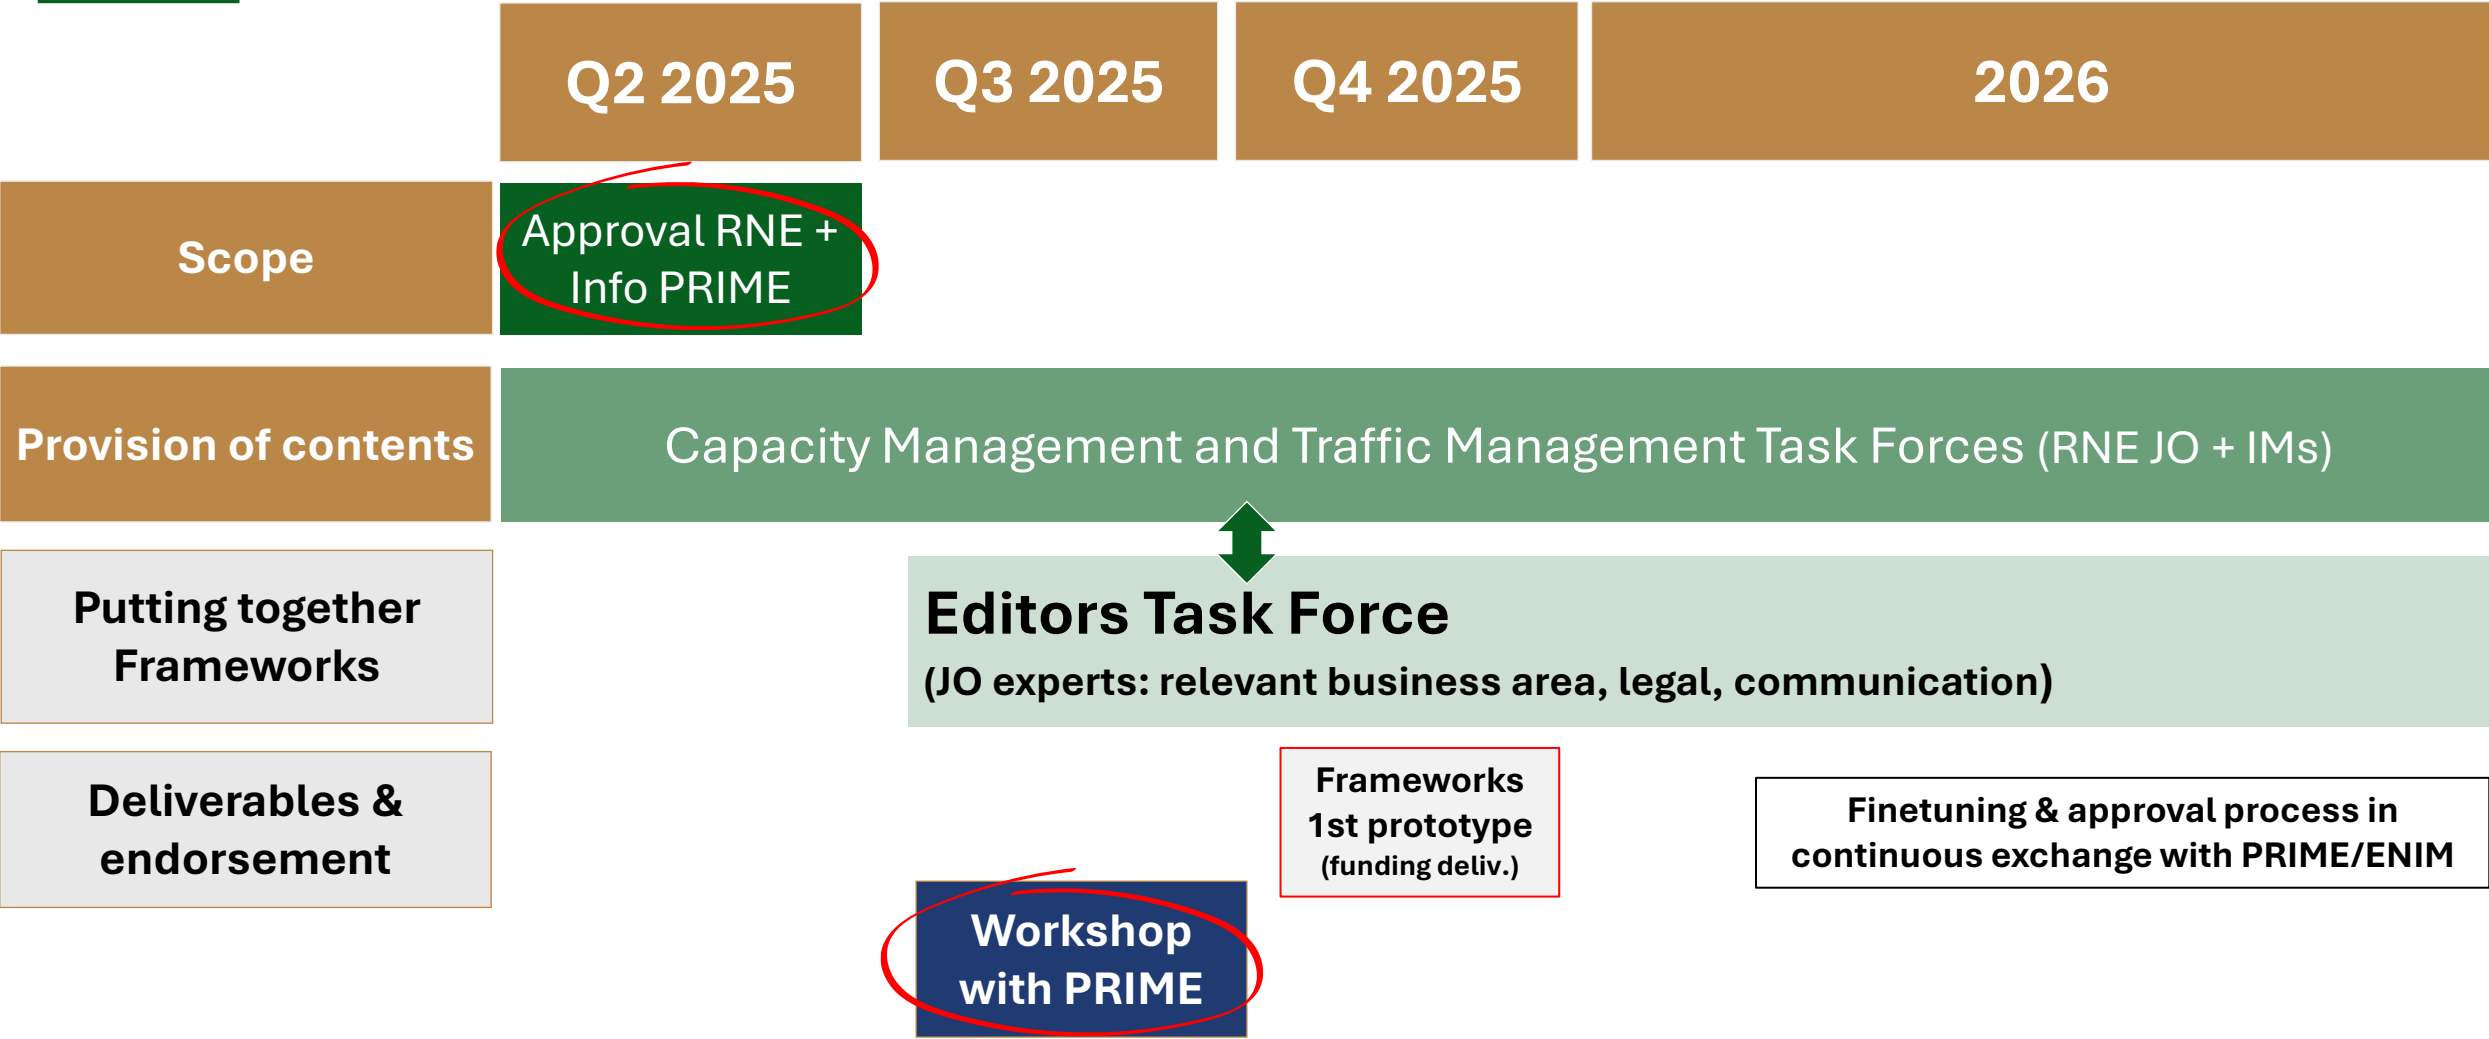 Q2 2025
Q3 2025
Q4 2025
2026
Scope
Approval RNE +
Info PRIME
Provision of contents
Capacity Management and Traffic Management Task Forces (RNE JO + IMs)
Putting together
Frameworks
Editors Task Force
(JO experts: relevant business area, legal, communication)
Deliverables &
endorsement
Frameworks
1st prototype
(funding deliv.)
Finetuning & approval process in
continuous exchange with PRIME/ENIM
Workshop
with PRIME